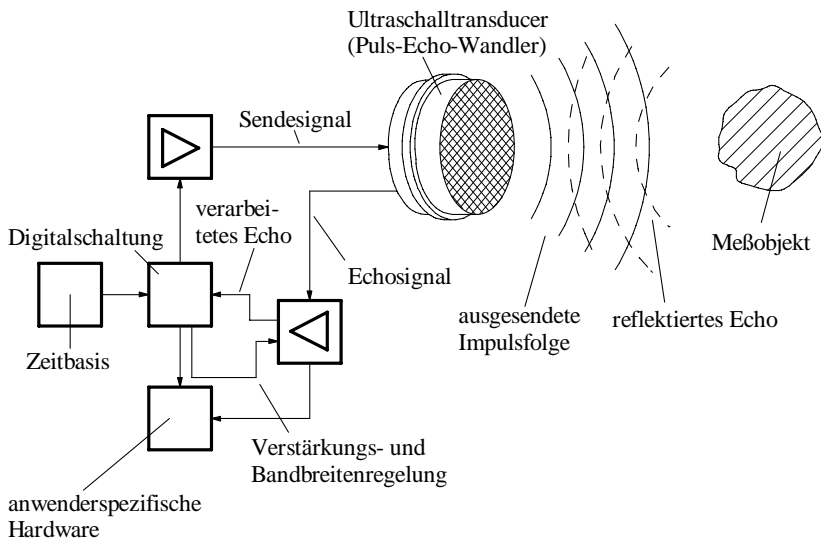 Ultraschalltransducer
(Puls-Echo-Wandler)
Sendesignal
verarbei-
tetes Echo
Digitalschaltung
Echosignal
Meßobjekt
ausgesendete
Impulsfolge
reflektiertes Echo
Zeitbasis
Verstärkungs- und
Bandbreitenregelung
anwenderspezifische
Hardware